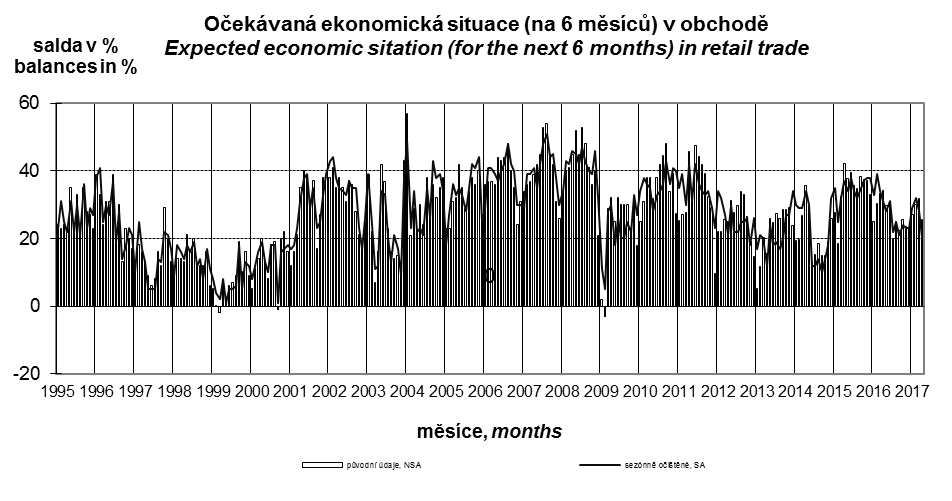 Očekávaná ekonomická situace (na 6 měsíců) v obchodě
Expected economic sitation (for the next 6 months) in retail trade
salda v %
balances in %
60
40
20
0
-20
1995 1996 1997 1998 1999 2000 2001 2002 2003 2004 2005 2006 2007 2008 2009 2010 2011 2012 2013 2014 2015 2016 2017
měsíce, months
původní údaje, NSA
sezónně očištěné, SA